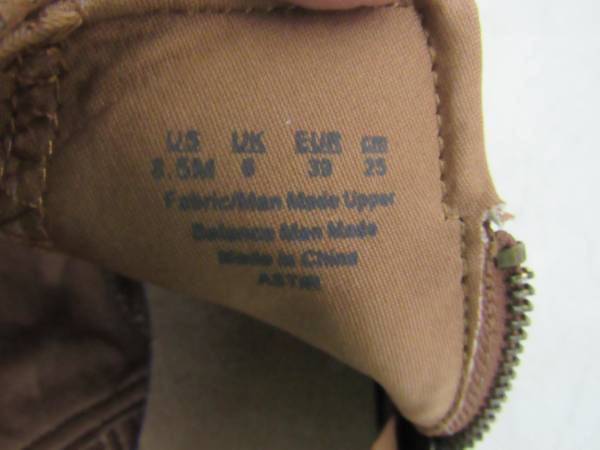 US UK EUR cm
8.5M 6 39 25
Fabric/Man Made Upper
Balance Man Made
Made in China